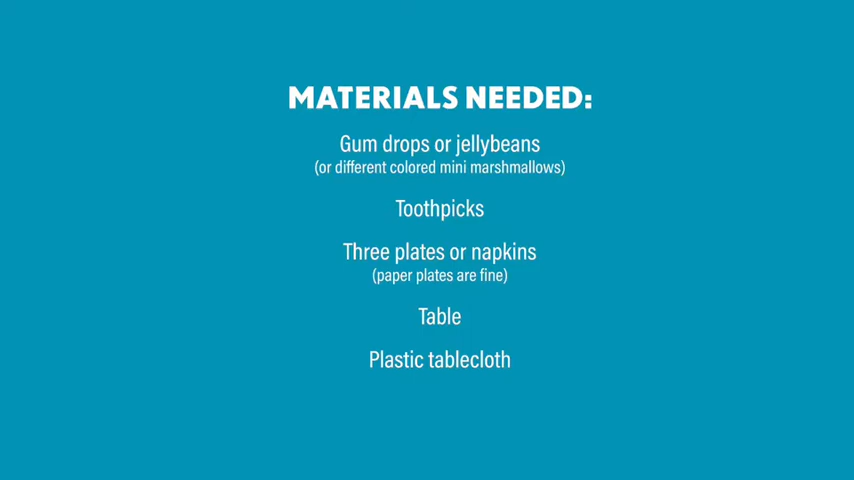 MATERIALS NEEDED:
Gum drops or jellybeans
(or different colored mini marshmallows)
Toothpicks
Three plates or napkins
(paper plates are fine)
Table
Plastic tablecloth